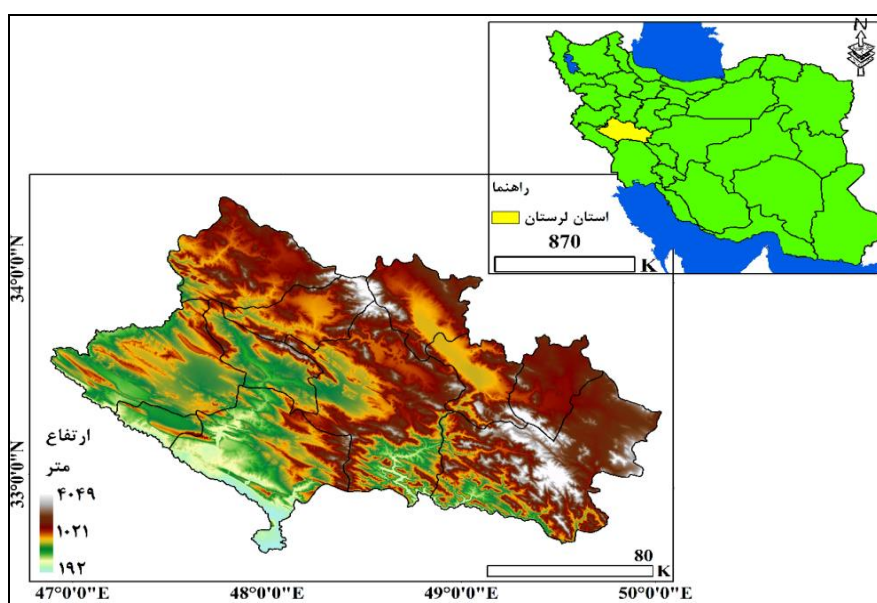 N
راهنما
استان لرستان
870
K
34°0'0"N
33°0'0"N
ارتفاع
متر
۴۰۴۹
۱۰۲۱
۱۹۲
80
K
47°0'0"E
48°0'0"E
49°0'0"E
50°0'0"E